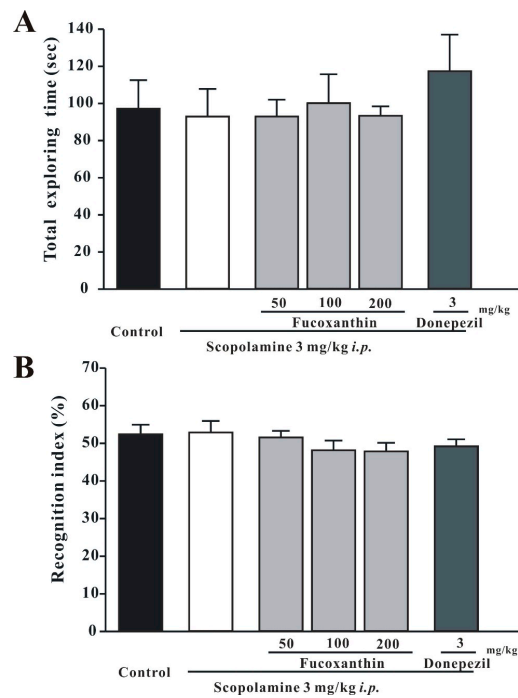 A
Total exploring time (sec)
140
120
100
80
60
40
20
0
50 100 200 3 mg/kg
Control Fucoxanthin Donepezil
Scopolamine 3 mg/kg i.p.
B
Recognition index (%)
70
60
50
40
30
20
10
0
50 100 200 3 mg/kg
Control Fucoxanthin Donepezil
Scopolamine 3 mg/kg i.p.